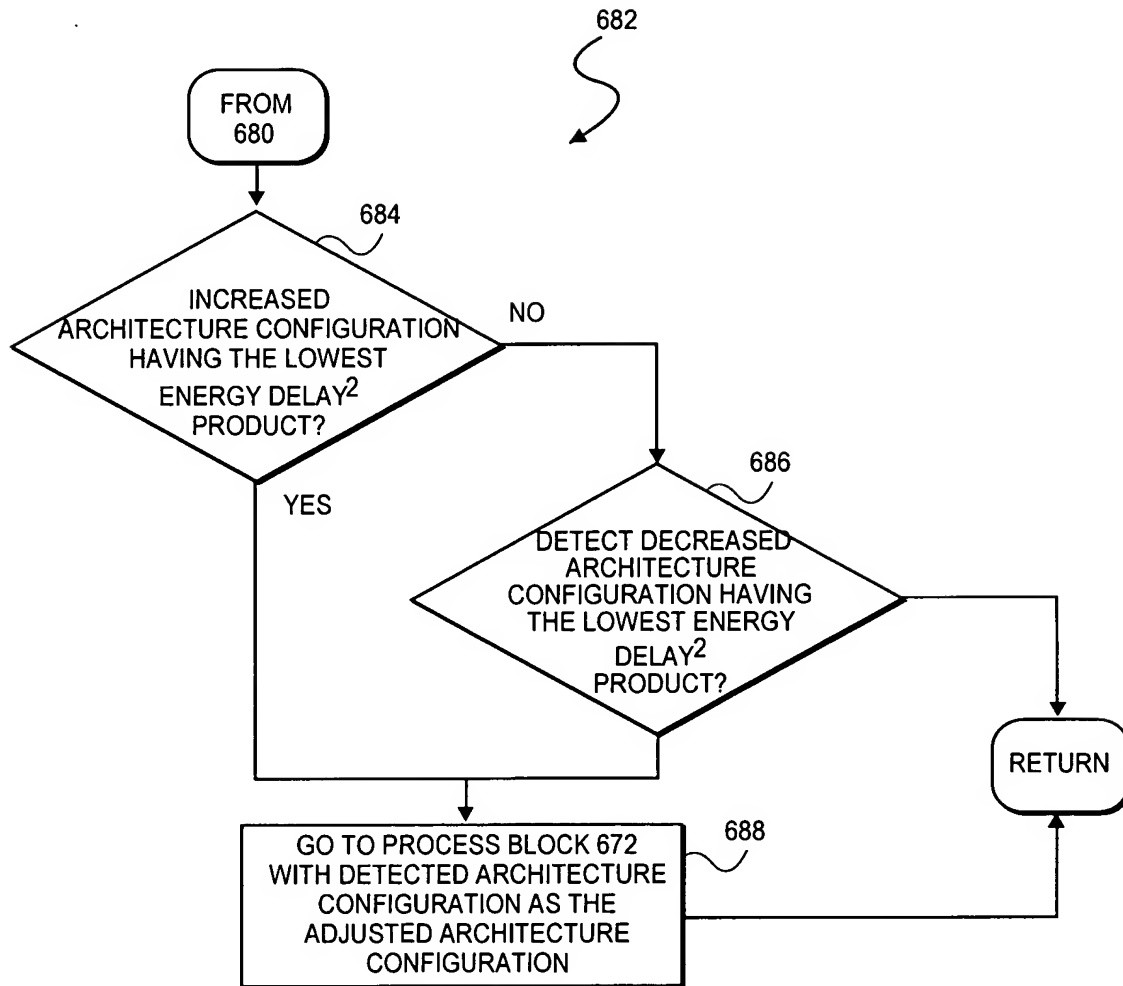 682
FROM
680
684
INCREASED
ARCHITECTURE CONFIGURATION
HAVING THE LOWEST
ENERGY DELAY²
PRODUCT?
NO
YES
686
DETECT DECREASED
ARCHITECTURE
CONFIGURATION HAVING
THE LOWEST ENERGY
DELAY²
PRODUCT?
RETURN
688
GO TO PROCESS BLOCK 672
WITH DETECTED ARCHITECTURE
CONFIGURATION AS THE
ADJUSTED ARCHITECTURE
CONFIGURATION